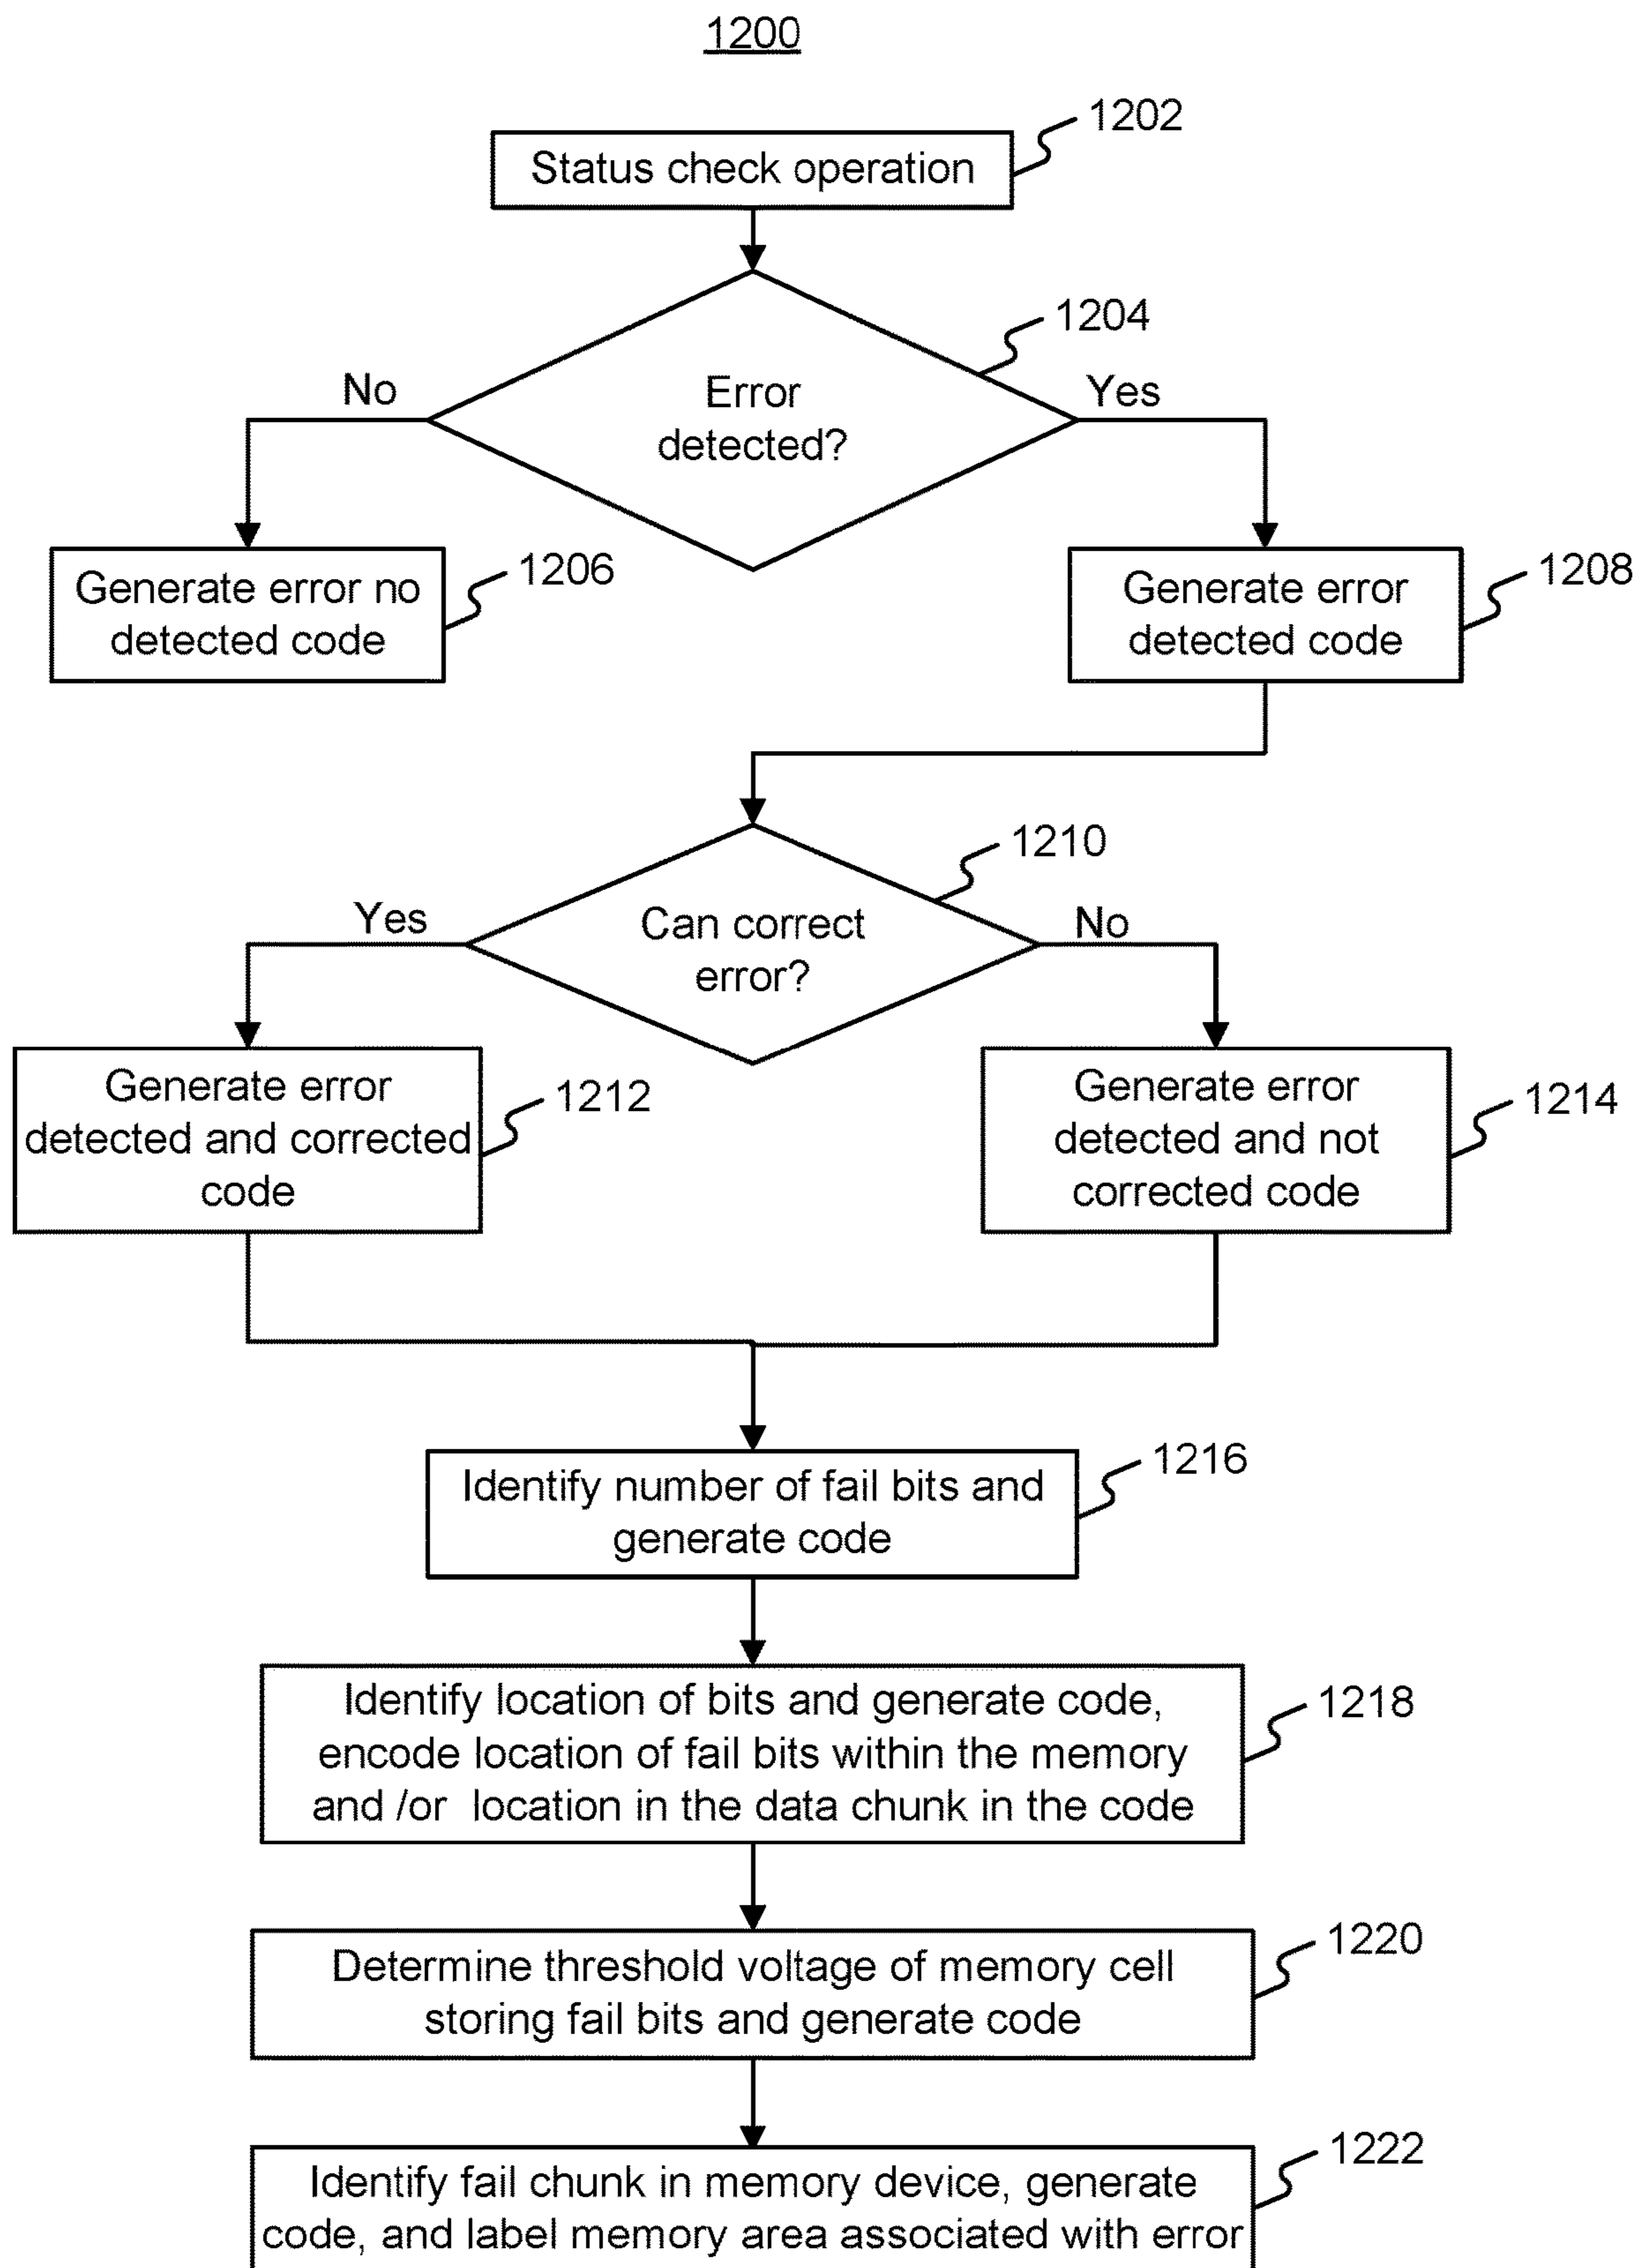 1200
1202
Status check operation
1204
No
Yes
Error
detected?
1206
Generate error no
detected code
1208
Generate error
detected code
1210
Yes
No
Can correct
error?
Generate error
detected and corrected
code
1212
Generate error
detected and not
corrected code
1214
1216
Identify number of fail bits and
generate code
1218
Identify location of bits and generate code,
encode location of fail bits within the memory
and /or location in the data chunk in the code
1220
Determine threshold voltage of memory cell
storing fail bits and generate code
1222
Identify fail chunk in memory device, generate
code, and label memory area associated with error